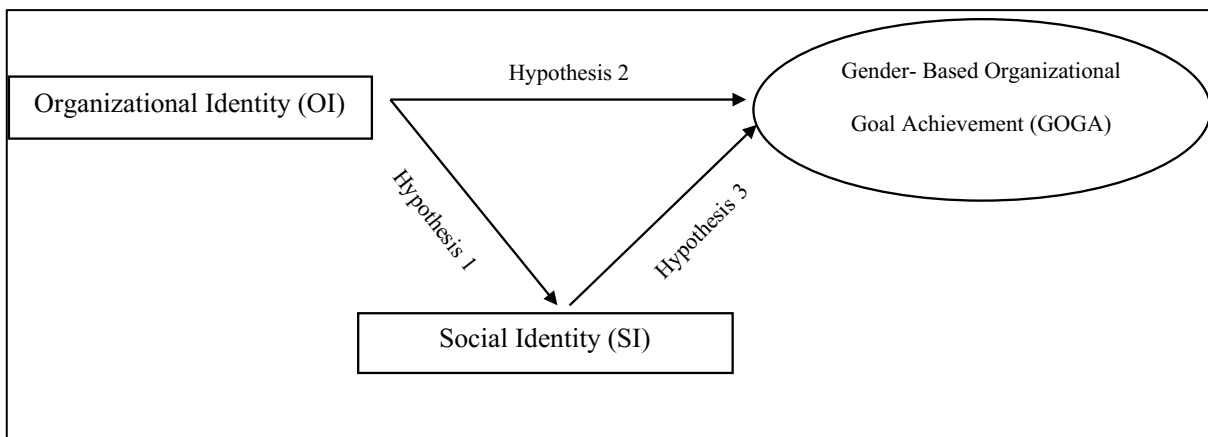 Hypothesis 2
Organizational Identity (OI)
Gender- Based Organizational
Goal Achievement (GOGA)
Hypothesis 1
Hypothesis 3
Social Identity (SI)